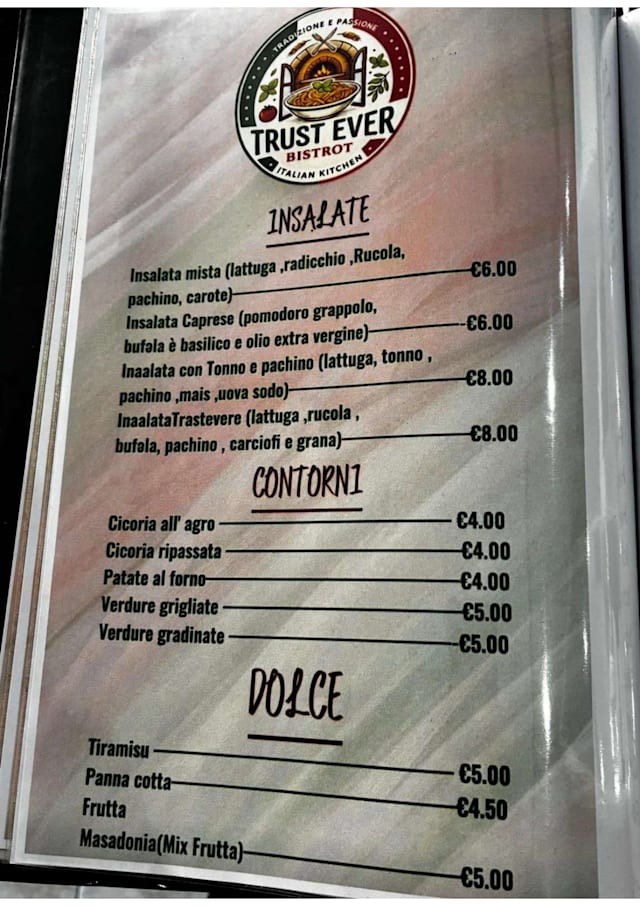 TRADIZIONE E PASSIONE
TRUST EVER
BISTROT
ITALIAN KITCHEN
INSALATE
Insalata mista (lattuga ,radicchio ,Rucola,
pachino, carote) €6.00
Insalata Caprese (pomodoro grappolo,
bufala è basilico e olio extra vergine) €6.00
Inaalata con Tonno e pachino (lattuga, tonno ,
pachino ,mais ,uova sodo) €8.00
InaalataTrastevere (lattuga ,rucola ,
bufala, pachino , carciofi e grana) €8.00
CONTORNI
Cicoria all' agro €4.00
Cicoria ripassata €4.00
Patate al forno €4.00
Verdure grigliate €5.00
Verdure gradinate €5.00
DOLCE
Tiramisu €5.00
Panna cotta €4.50
Frutta
Masadonia(Mix Frutta) €5.00